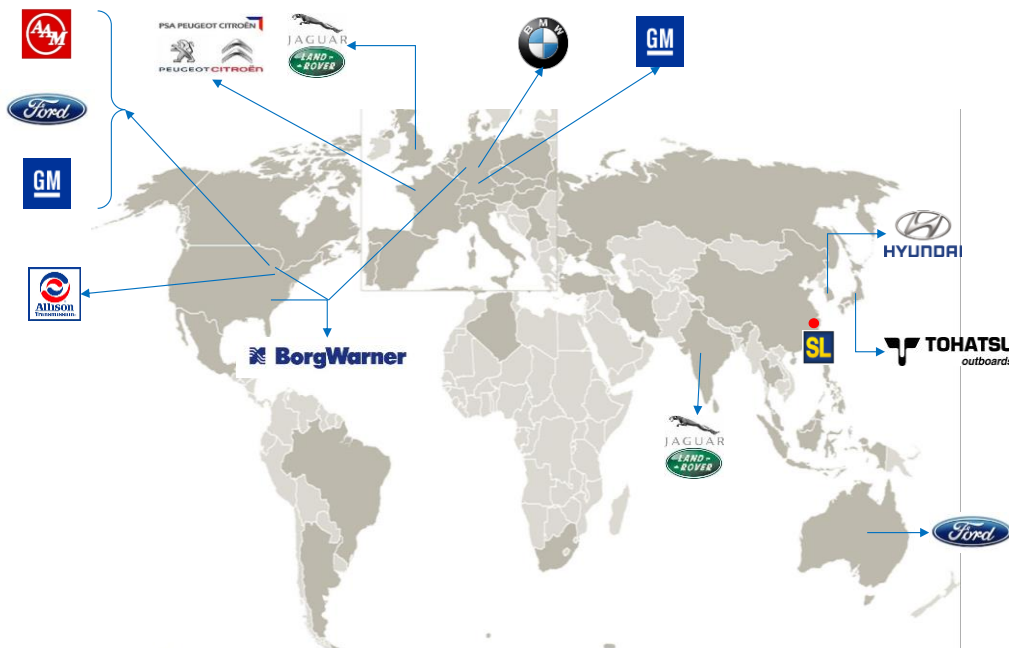 AAM
PSA PEUGEOT CITROËN
PEUGEOT CITROËN
JAGUAR
LAND-
-ROVER
BMW
GM
Ford
GM
HYUNDAI
Allison
Transmission
BorgWarner
SL
TOHATSU
outboards
JAGUAR
LAND-
-ROVER
Ford